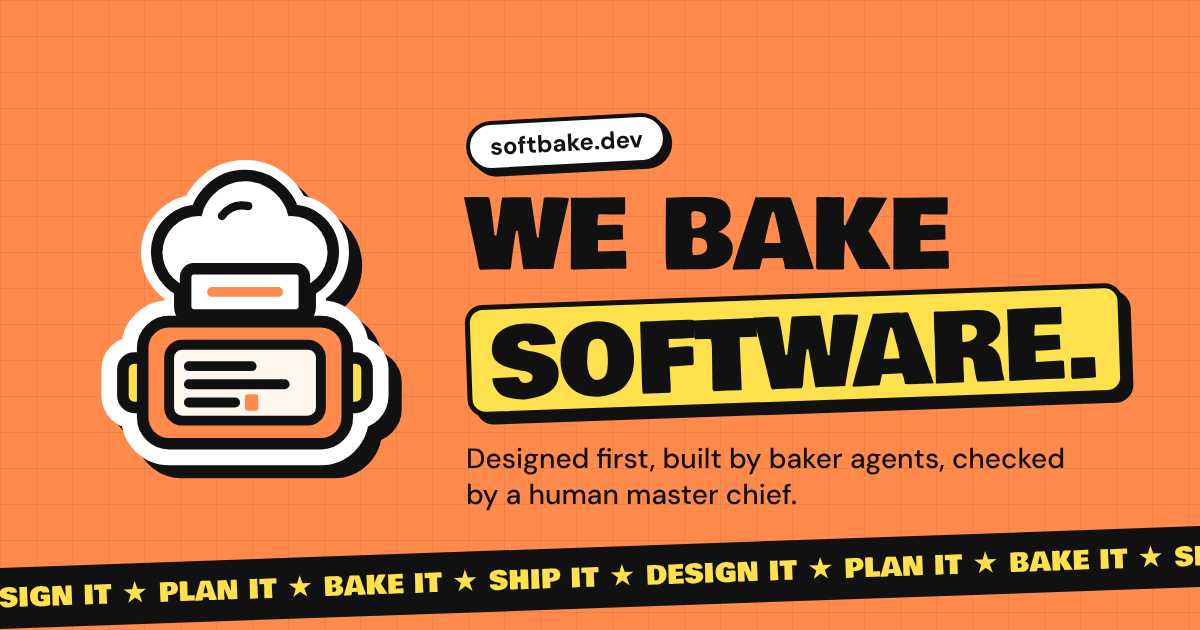 softbake.dev
WE BAKE
SOFTWARE.
Designed first, built by baker agents, checked
by a human master chief.
SIGN IT ★ PLAN IT ★ BAKE IT ★ SHIP IT ★ DESIGN IT ★ PLAN IT ★ BAKE IT ★